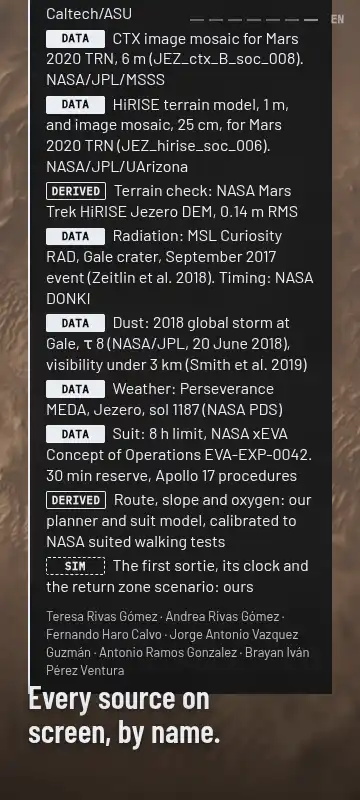 Caltech/ASU
EN
DATA CTX image mosaic for Mars
2020 TRN, 6 m (JEZ_ctx_B_soc_008).
NASA/JPL/MSSS
DATA HiRISE terrain model, 1 m,
and image mosaic, 25 cm, for Mars
2020 TRN (JEZ_hirise_soc_006).
NASA/JPL/UArizona
DERIVED Terrain check: NASA Mars
Trek HiRISE Jezero DEM, 0.14 m RMS
DATA Radiation: MSL Curiosity
RAD, Gale crater, September 2017
event (Zeitlin et al. 2018). Timing: NASA
DONKI
DATA Dust: 2018 global storm at
Gale, τ 8 (NASA/JPL, 20 June 2018),
visibility under 3 km (Smith et al. 2019)
DATA Weather: Perseverance
MEDA, Jezero, sol 1187 (NASA PDS)
DATA Suit: 8 h limit, NASA xEVA
Concept of Operations EVA-EXP-0042.
30 min reserve, Apollo 17 procedures
DERIVED Route, slope and oxygen: our
planner and suit model, calibrated to
NASA suited walking tests
SIM The first sortie, its clock and
the return zone scenario: ours
Teresa Rivas Gómez · Andrea Rivas Gómez ·
Fernando Haro Calvo · Jorge Antonio Vazquez
Guzmán · Antonio Ramos Gonzalez · Brayan Iván
Pérez Ventura
Every source on
screen, by name.